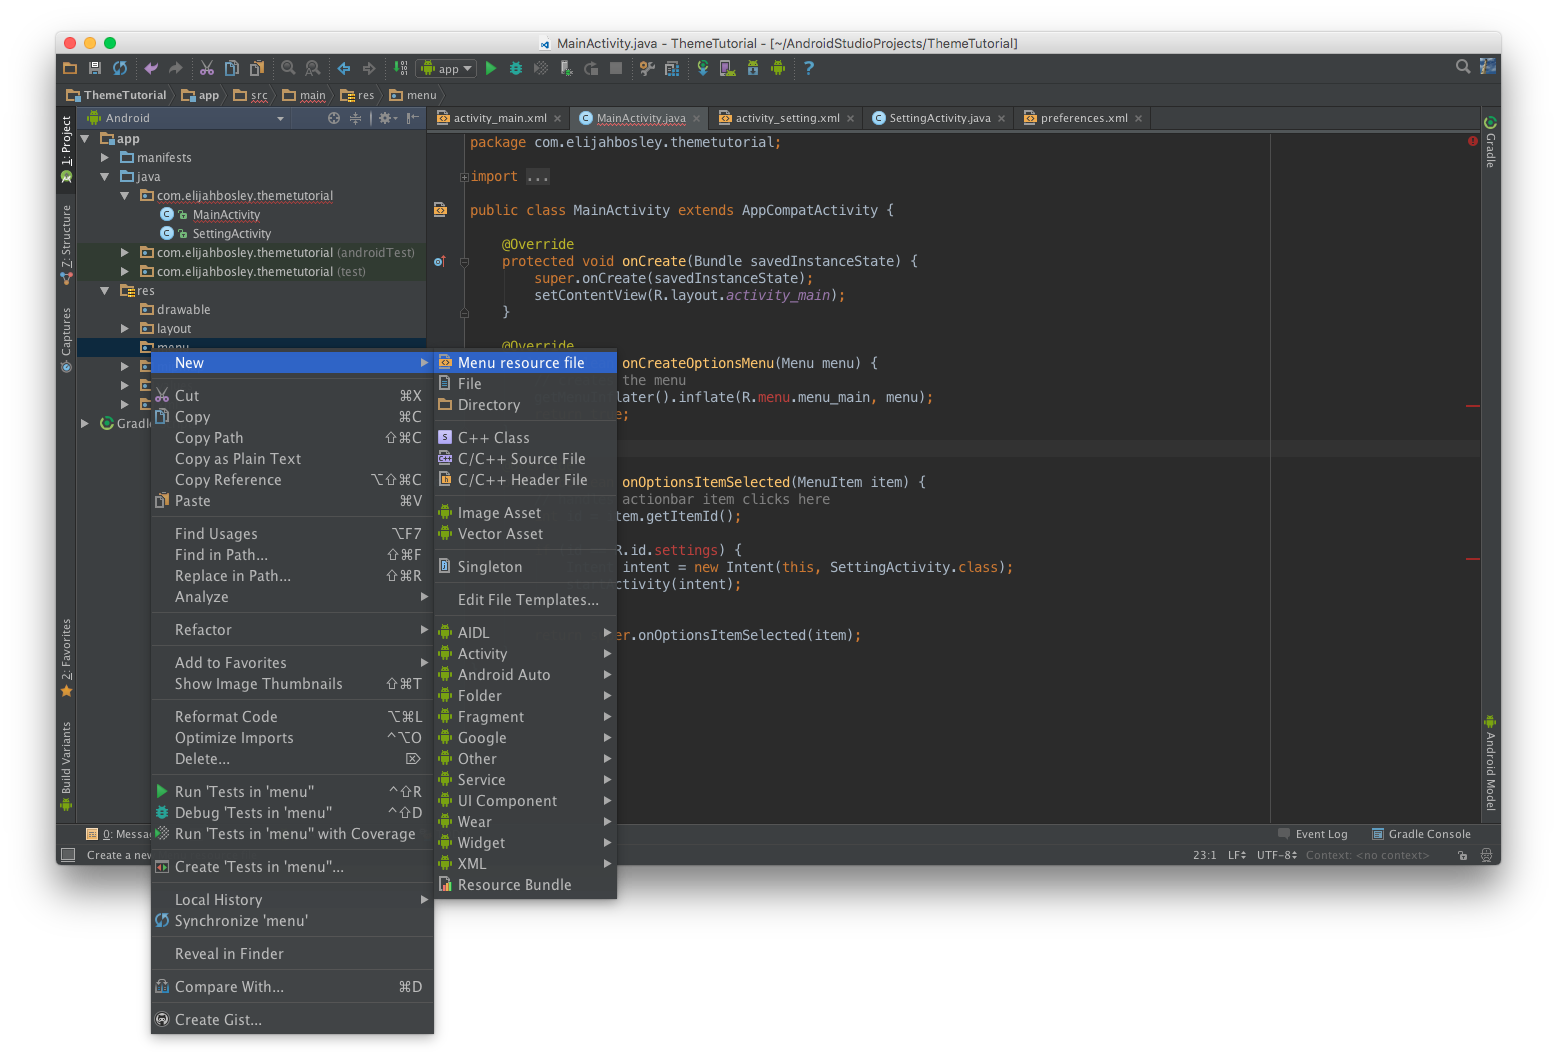 MainActivity.java - ThemeTutorial - [~/AndroidStudioProjects/ThemeTutorial]
app
?
ThemeTutorial app src main res menu
Android
activity_main.xml MainActivity.java activity_setting.xml SettingActivity.java preferences.xml
1: Project
Z: Structure
Captures
2: Favorites
Build Variants
app
manifests
java
com.elijahbosley.themetutorial
MainActivity
SettingActivity
com.elijahbosley.themetutorial (androidTest)
com.elijahbosley.themetutorial (test)
res
drawable
layout
menu
Gradle
New
Cut ⌘X
Copy ⌘C
Copy Path ⇧⌘C
Copy as Plain Text
Copy Reference ⌥⇧⌘C
Paste ⌘V
Find Usages ⌥F7
Find in Path... ⇧⌘F
Replace in Path... ⇧⌘R
Analyze
Refactor
Add to Favorites
Show Image Thumbnails ⇧⌘T
Reformat Code ⌥⌘L
Optimize Imports ^⌥O
Delete... ⌦
Run 'Tests in 'menu'' ^⇧R
Debug 'Tests in 'menu'' ^⇧D
Run 'Tests in 'menu'' with Coverage
Create 'Tests in 'menu''...
Local History
Synchronize 'menu'
Reveal in Finder
Compare With... ⌘D
Create Gist...
Menu resource file
File
Directory
C++ Class
C/C++ Source File
C/C++ Header File
Image Asset
Vector Asset
Singleton
Edit File Templates...
AIDL
Activity
Android Auto
Folder
Fragment
Google
Other
Service
UI Component
Wear
Widget
XML
Resource Bundle
package com.elijahbosley.themetutorial;
import ...
public class MainActivity extends AppCompatActivity {
@Override
protected void onCreate(Bundle savedInstanceState) {
super.onCreate(savedInstanceState);
setContentView(R.layout.activity_main);
}
@Override
onCreateOptionsMenu(Menu menu) {
the menu
later().inflate(R.menu.menu_main, menu);
e;
onOptionsItemSelected(MenuItem item) {
actionbar item clicks here
tem.getItemId();
R.id.settings) {
intent = new Intent(this, SettingActivity.class);
ctivity(intent);
er.onOptionsItemSelected(item);
Gradle
Android Model
0: Messa
Event Log Gradle Console
Create a new
23:1 LF UTF-8 Context: <no context>